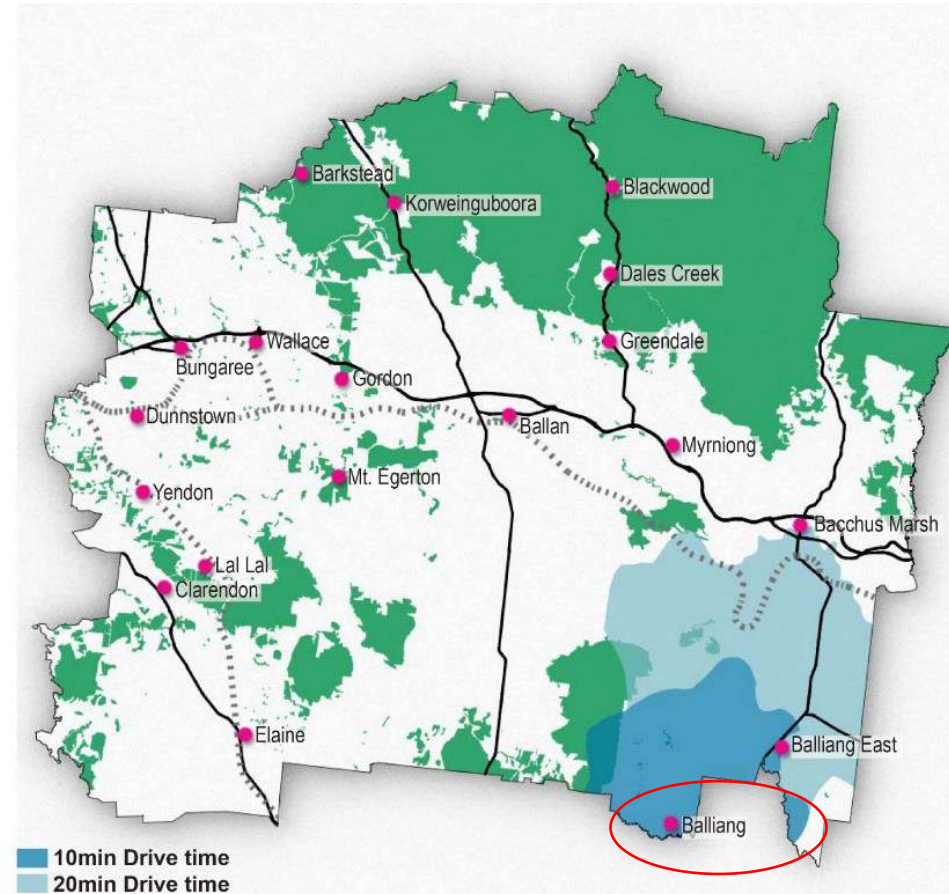 Barkstead
Blackwood
Korweinguboora
Dales Creek
Wallace
Greendale
Bungaree
Gordon
Dunnstown
Ballan
Myrniong
Mt. Egerton
Yendon
Bacchus Marsh
Lal Lal
Clarendon
Elaine
Balliang East
Balliang
10min Drive time
20min Drive time